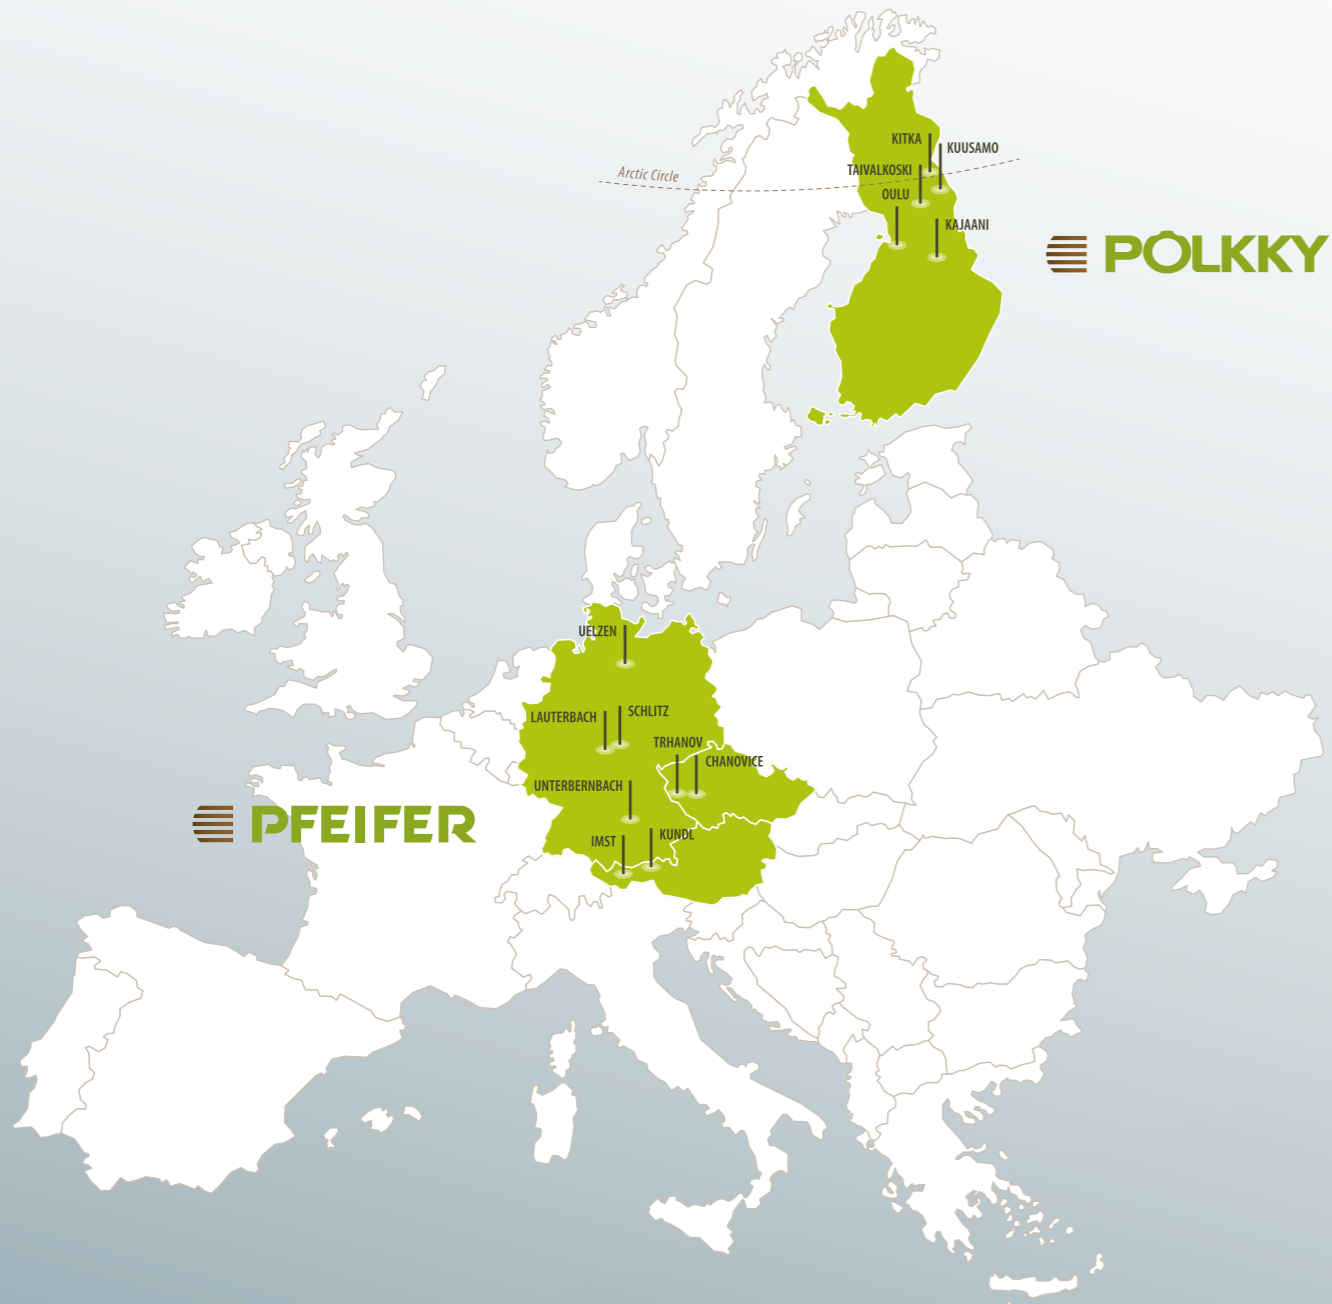 KITKA
KUUSAMO
Arctic Circle
TAIVALKOSKI
OULU
KAJAANI
PÖLKKY
UELZEN
LAUTERBACH
SCHLITZ
TRHANOV
CHANOVICE
UNTERBERNBACH
PFEIFER
IMST
KUNDL